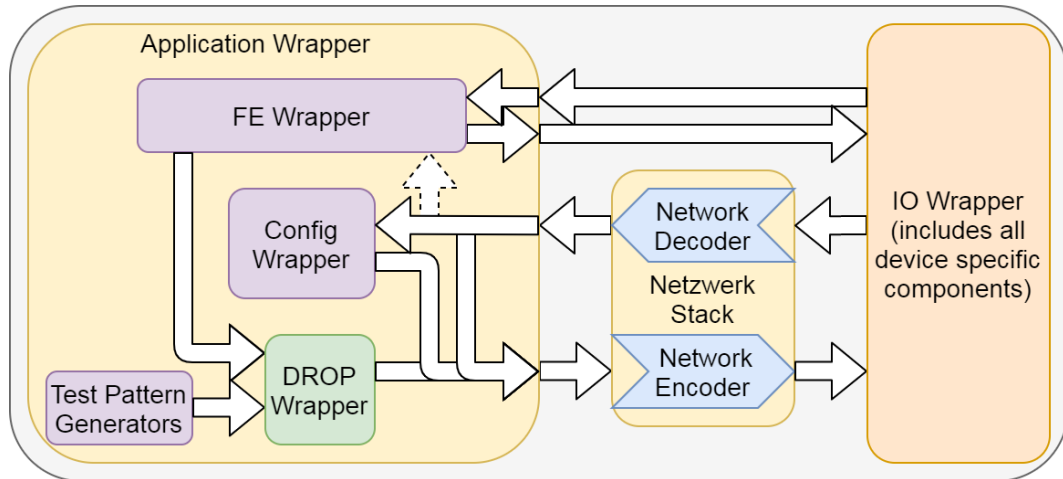 Application Wrapper
FE Wrapper
Config
Wrapper
Test Pattern
Generators
DROP
Wrapper
Network
Decoder
Netzwerk
Stack
Network
Encoder
IO Wrapper
(includes all
device specific
components)